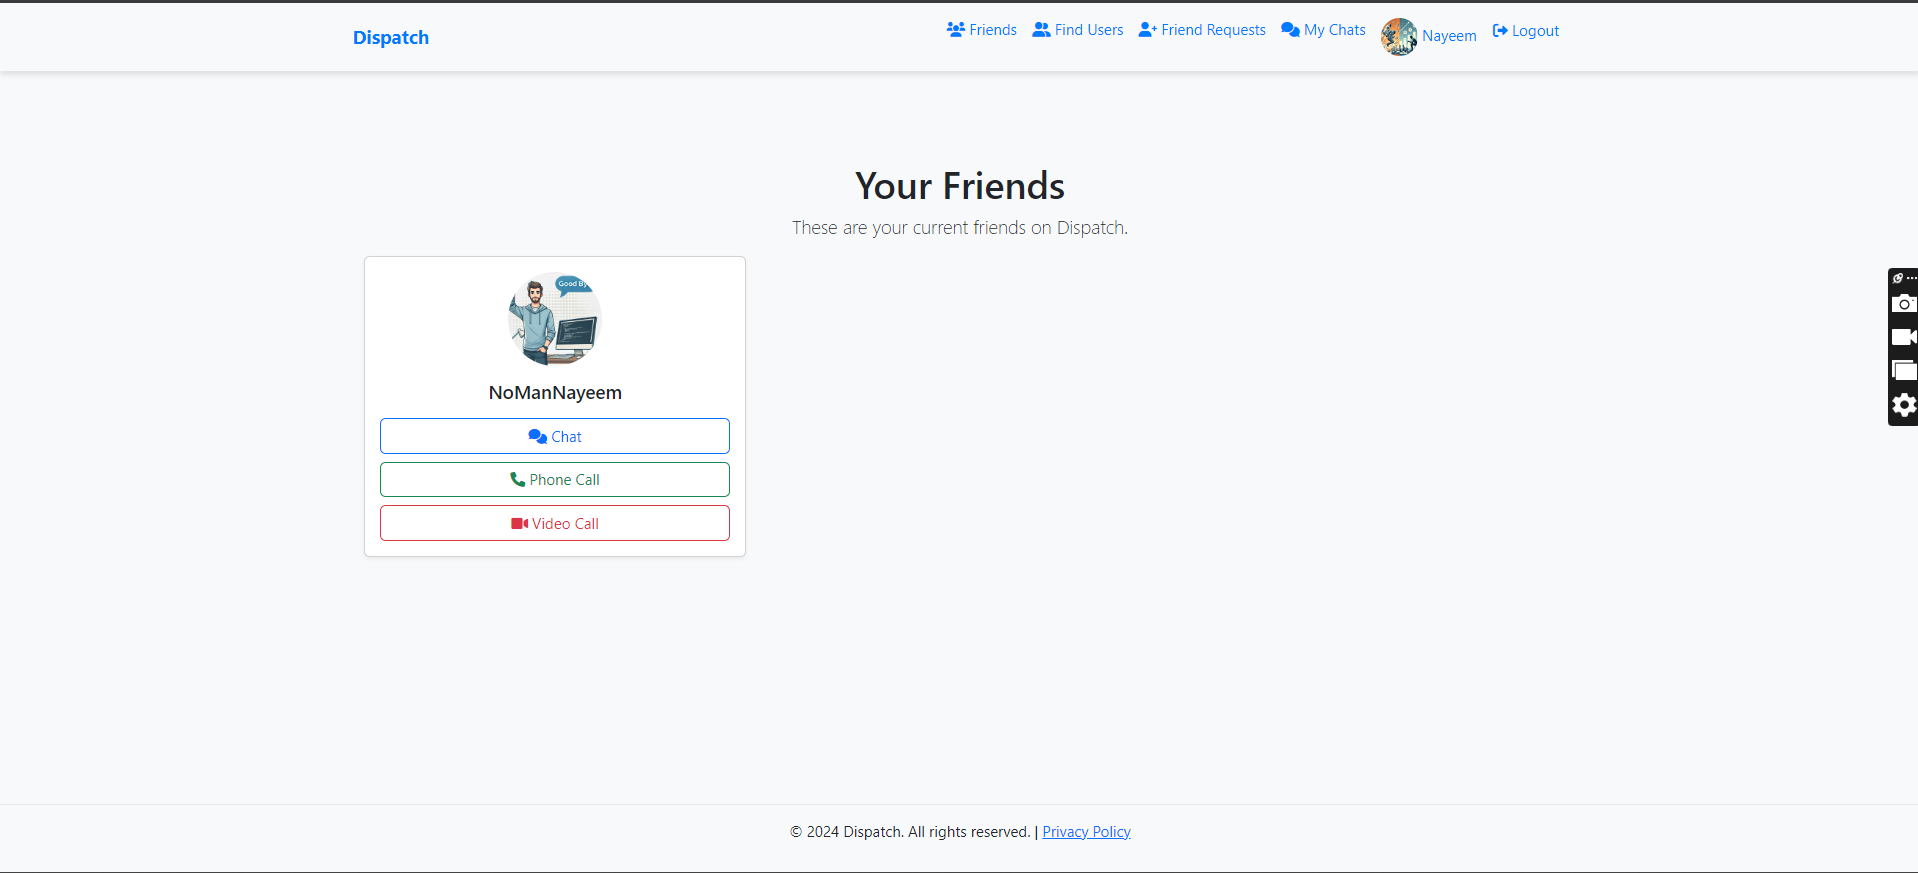 Dispatch
Friends Find Users Friend Requests My Chats Nayeem Logout
Your Friends
These are your current friends on Dispatch.
Good By
NoManNayeem
Chat
Phone Call
Video Call
© 2024 Dispatch. All rights reserved. | Privacy Policy